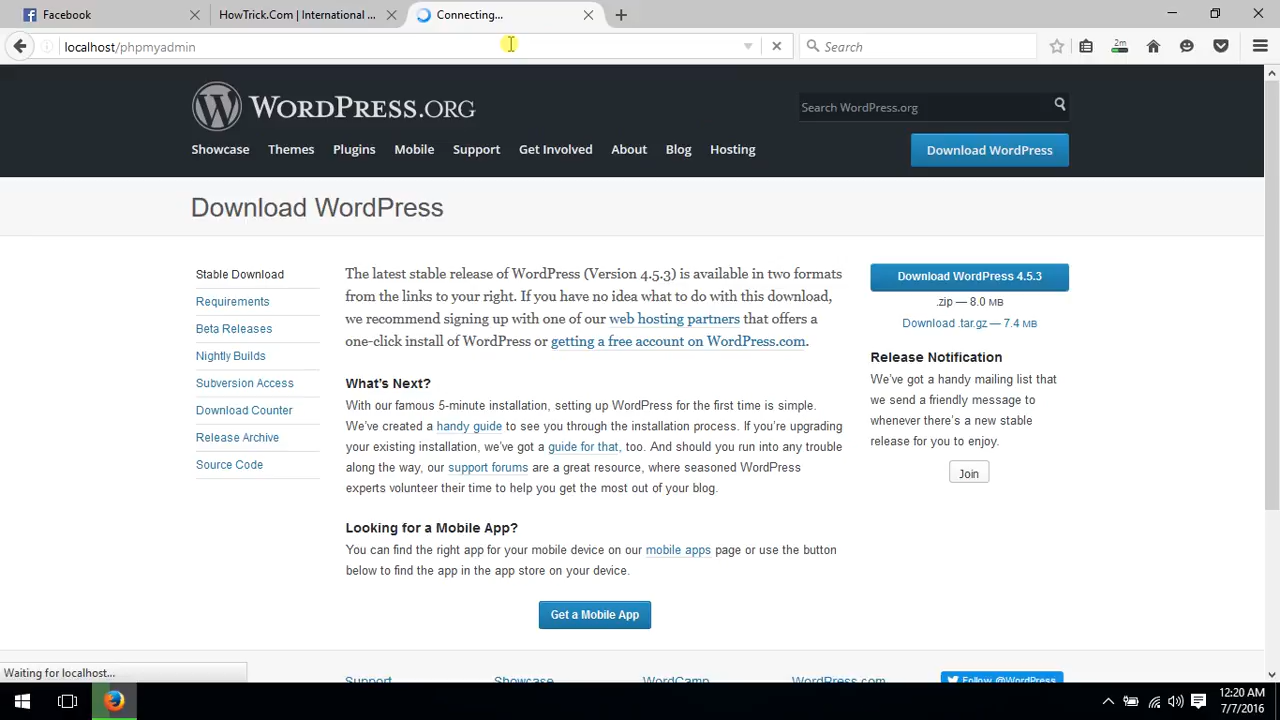 Facebook
HowTrick.Com | International ...
Connecting...
localhost/phpmyadmin
2m
Search
WORDPRESS.ORG
Search WordPress.org
Showcase Themes Plugins Mobile Support Get Involved About Blog Hosting
Download WordPress
Download WordPress
Stable Download
Requirements
Beta Releases
Nightly Builds
Subversion Access
Download Counter
Release Archive
Source Code
The latest stable release of WordPress (Version 4.5.3) is available in two formats
from the links to your right. If you have no idea what to do with this download,
we recommend signing up with one of our web hosting partners that offers a
one-click install of WordPress or getting a free account on WordPress.com.
What's Next?
With our famous 5-minute installation, setting up WordPress for the first time is simple.
We've created a handy guide to see you through the installation process. If you're upgrading
your existing installation, we've got a guide for that, too. And should you run into any trouble
along the way, our support forums are a great resource, where seasoned WordPress
experts volunteer their time to help you get the most out of your blog.
Looking for a Mobile App?
You can find the right app for your mobile device on our mobile apps page or use the button
below to find the app in the app store on your device.
Get a Mobile App
Download WordPress 4.5.3
.zip — 8.0 MB
Download .tar.gz — 7.4 MB
Release Notification
We've got a handy mailing list that
we send a friendly message to
whenever there's a new stable
release for you to enjoy.
Join
Waiting for localhost...
Support Showcase WordCamp WordPress.com
Follow @WordPress
12:20 AM
7/7/2016